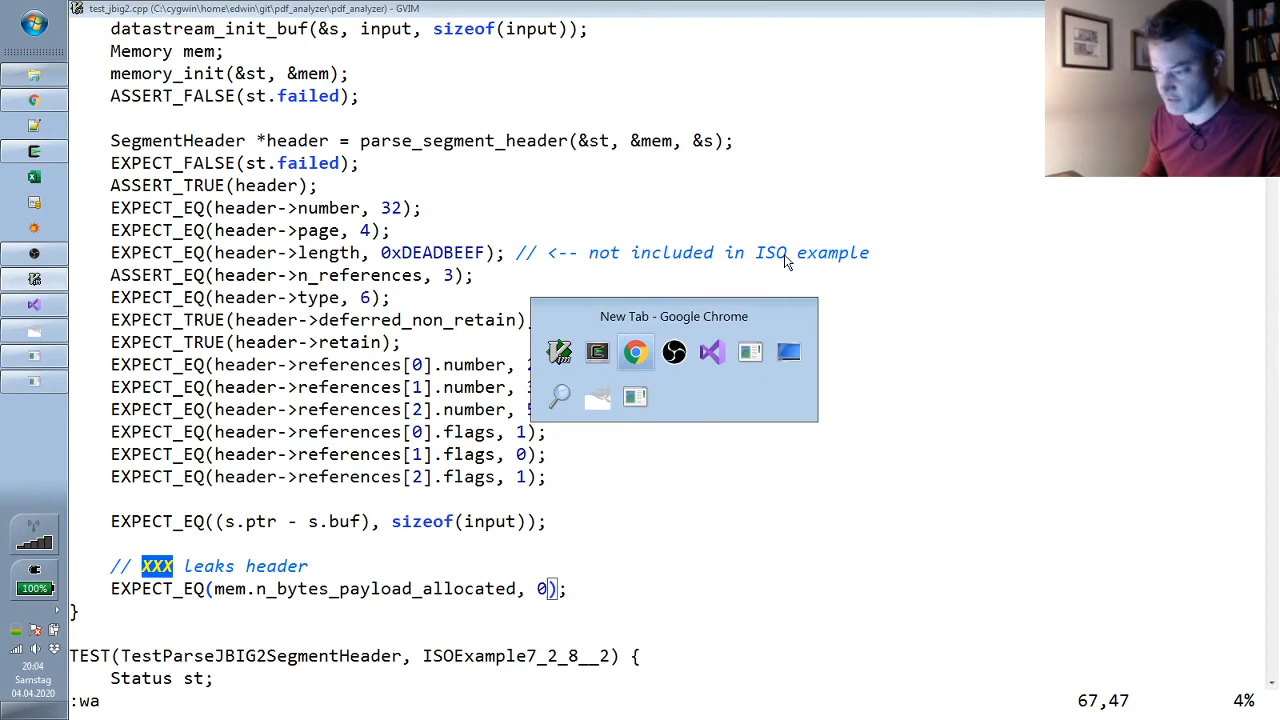 test_jbig2.cpp (C:\cygwin\home\edwin\git\pdf_analyzer\pdf_analyzer) - GVIM
datastream_init_buf(&s, input, sizeof(input));
Memory mem;
memory_init(&st, &mem);
ASSERT_FALSE(st.failed);
SegmentHeader *header = parse_segment_header(&st, &mem, &s);
EXPECT_FALSE(st.failed);
ASSERT_TRUE(header);
EXPECT_EQ(header->number, 32);
EXPECT_EQ(header->page, 4);
EXPECT_EQ(header->length, 0xDEADBEEF); // <-- not included in ISO example
ASSERT_EQ(header->n_references, 3);
EXPECT_EQ(header->type, 6);
EXPECT_TRUE(header->deferred_non_retain)
EXPECT_TRUE(header->retain);
EXPECT_EQ(header->references[0].number,
EXPECT_EQ(header->references[1].number,
EXPECT_EQ(header->references[2].number,
EXPECT_EQ(header->references[0].flags, 1);
EXPECT_EQ(header->references[1].flags, 0);
EXPECT_EQ(header->references[2].flags, 1);
New Tab - Google Chrome
EXPECT_EQ((s.ptr - s.buf), sizeof(input));
// XXX leaks header
EXPECT_EQ(mem.n_bytes_payload_allocated, 0);
}
TEST(TestParseJBIG2SegmentHeader, ISOExample7_2_8__2) {
Status st;
:wa
67,47
4%
100%
20:04
Samstag
04.04.2020